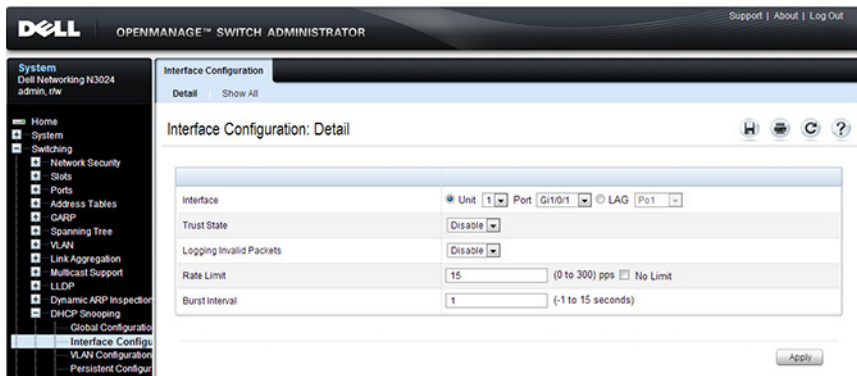 Support | About | Log Out
DELL OPENMANAGE™ SWITCH ADMINISTRATOR
System
Dell Networking N3024
admin, r/w
Home
System
Switching
Network Security
Slots
Ports
Address Tables
GARP
Spanning Tree
VLAN
Link Aggregation
Multicast Support
LLDP
Dynamic ARP Inspection
DHCP Snooping
Global Configuratio
Interface Configu
VLAN Configuration
Persistent Configur
Interface Configuration
Detail Show All
Interface Configuration: Detail
Interface Unit 1 Port Gi1/0/1 LAG Po1
Trust State Disable
Logging Invalid Packets Disable
Rate Limit 15 (0 to 300) pps No Limit
Burst Interval 1 (-1 to 15 seconds)
Apply